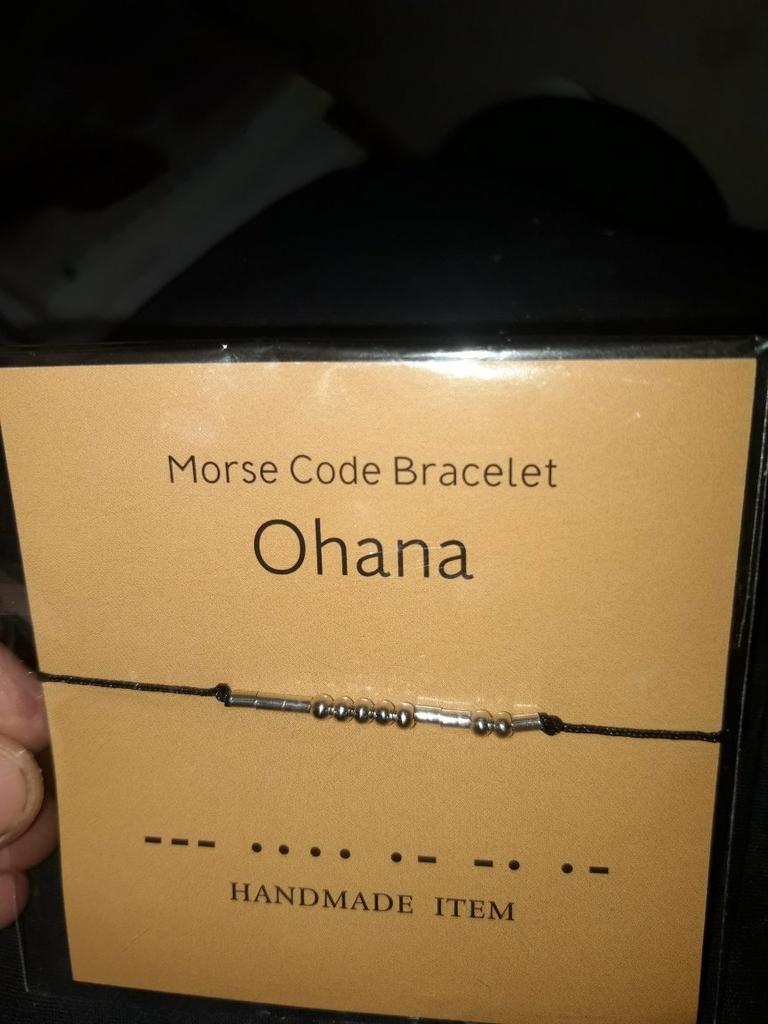 Morse Code Bracelet
Ohana
--- •••• •- -• •-
HANDMADE ITEM